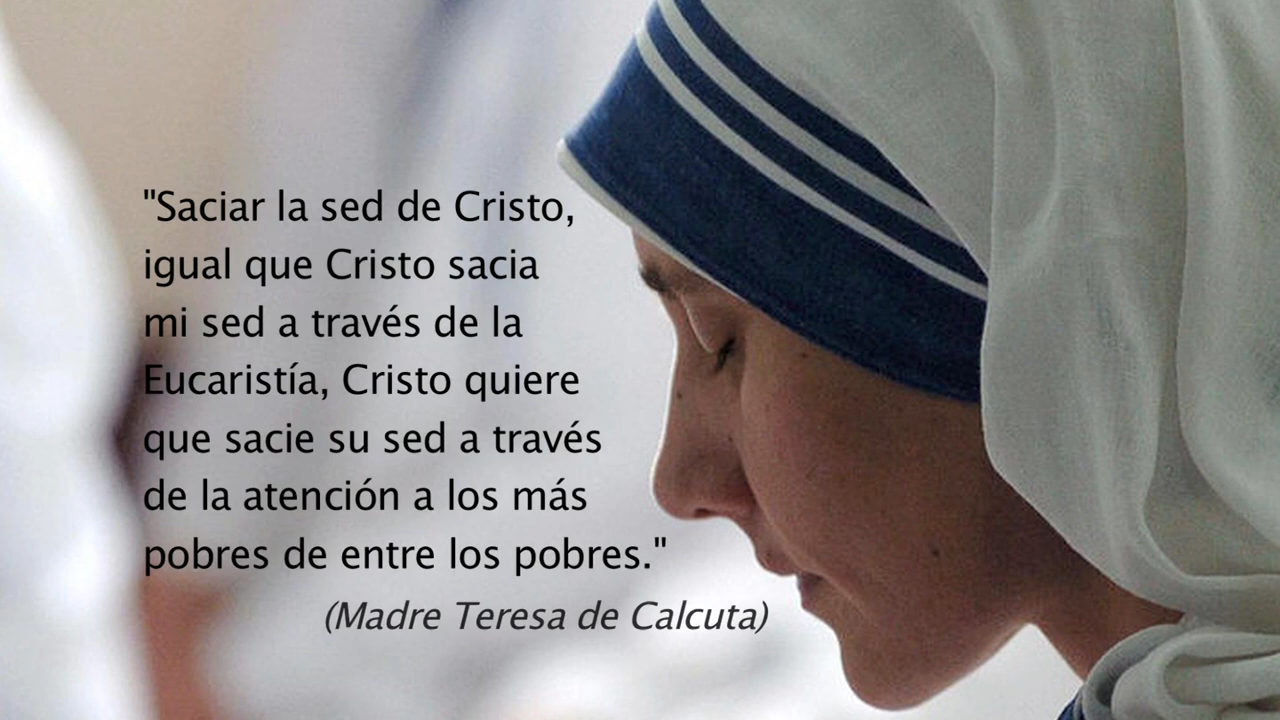 "Saciar la sed de Cristo,
igual que Cristo sacia
mi sed a través de la
Eucaristía, Cristo quiere
que sacie su sed a través
de la atención a los más
pobres de entre los pobres."
(Madre Teresa de Calcuta)